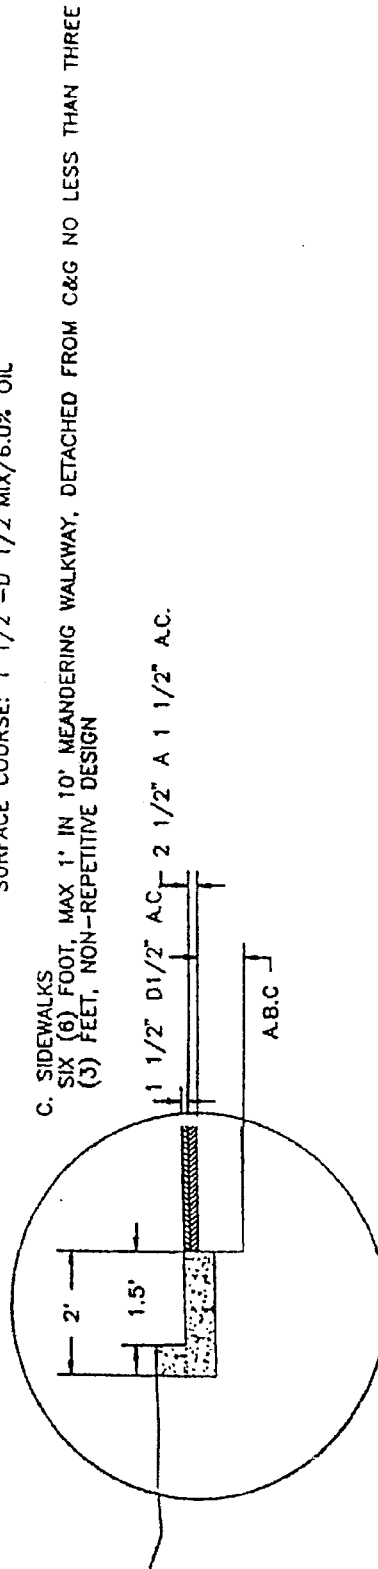 SURFACE COURSE: 1 1/2"=D 1/2 MIX/6.0% OIL
C. SIDEWALKS
SIX (6) FOOT, MAX 1' IN 10' MEANDERING WALKWAY, DETACHED FROM C&G NO LESS THAN THREE
(3) FEET, NON-REPETITIVE DESIGN
1 1/2" D1/2" A.C.
2 1/2" A 1 1/2" A.C.
2'
1.5'
A.B.C